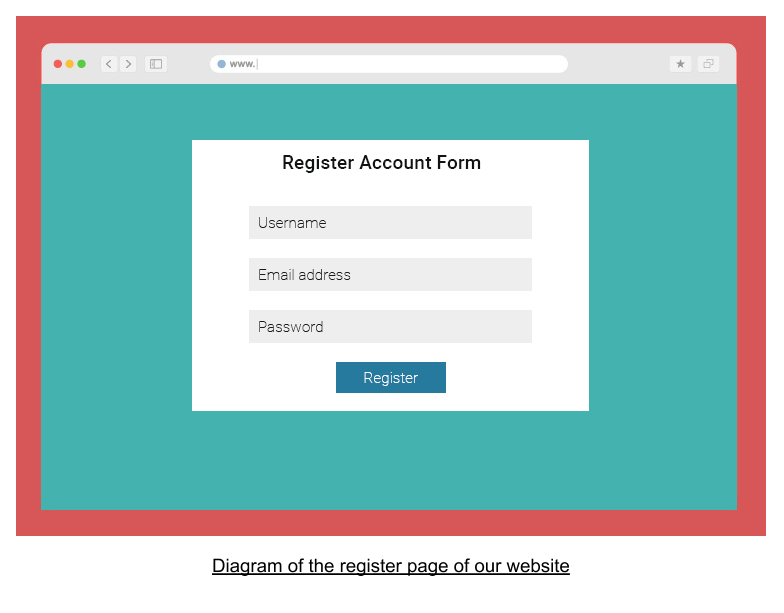 www.
Register Account Form
Username
Email address
Password
Register
Diagram of the register page of our website